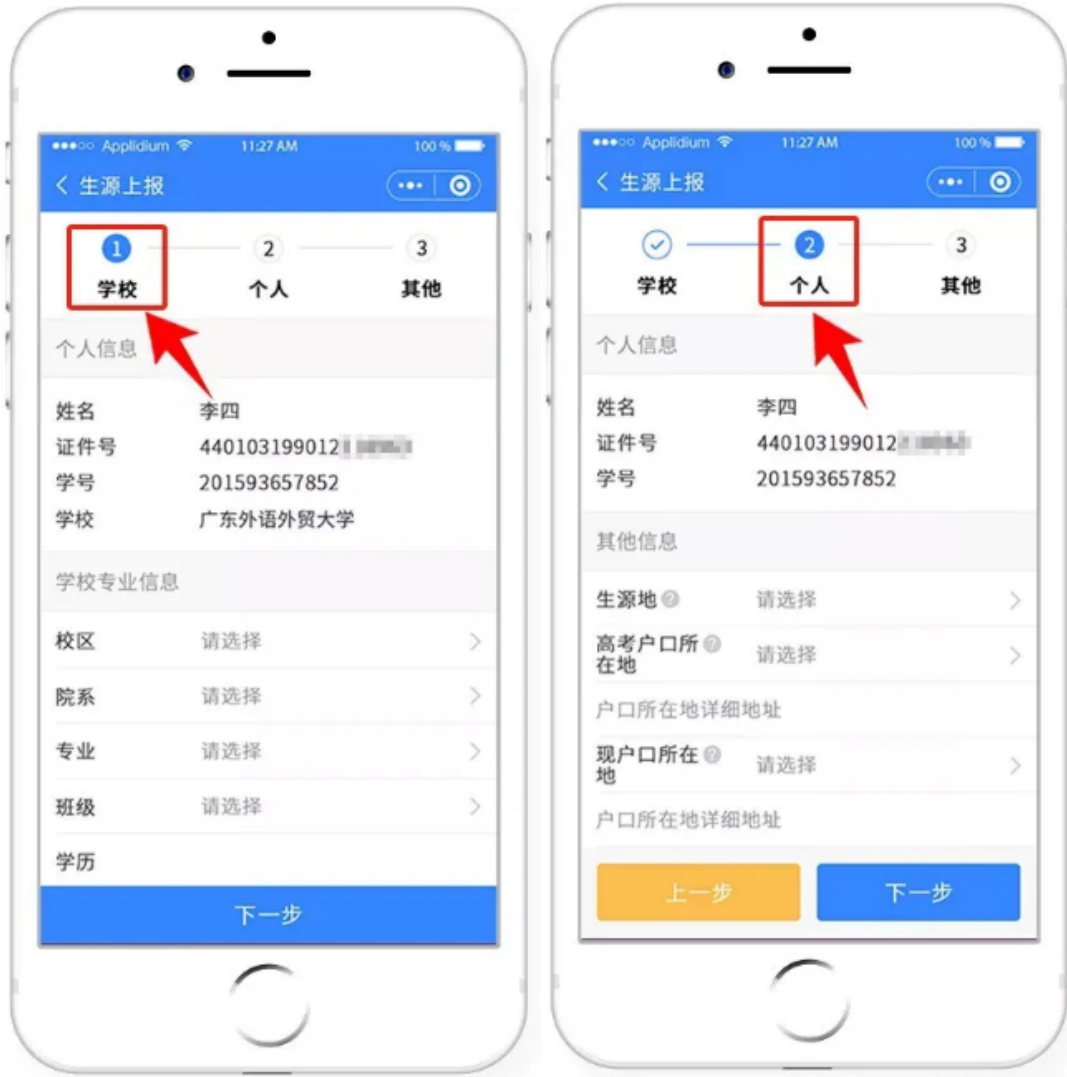 Applidium 11:27 AM 100 %
生源上报
1 2 3
学校 个人 其他
个人信息
姓名 李四
证件号 440103199012
学号 201593657852
学校 广东外语外贸大学
学校专业信息
校区 请选择
院系 请选择
专业 请选择
班级 请选择
学历
下一步
Applidium 11:27 AM 100 %
生源上报
2 3
学校 个人 其他
个人信息
姓名 李四
证件号 440103199012
学号 201593657852
其他信息
生源地 ? 请选择
高考户口所 ?
在地 请选择
户口所在地详细地址
现户口所在 ?
地 请选择
户口所在地详细地址
上一步 下一步